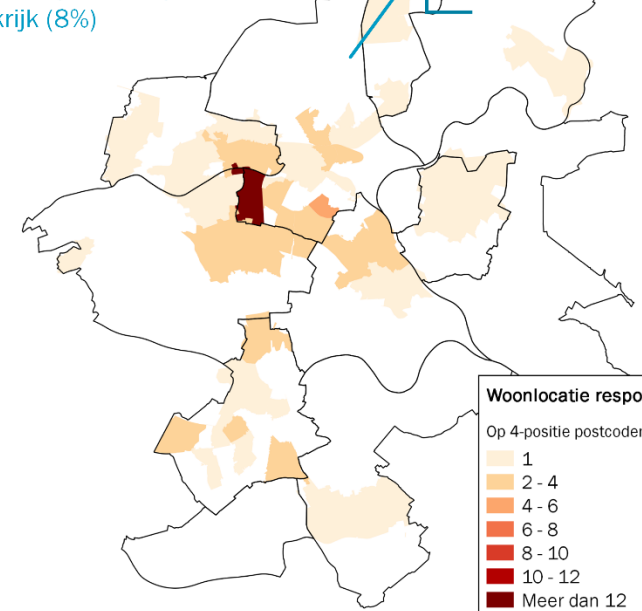 krijk (8%)
Woonlocatie respo
Op 4-positie postcoden
1
2 - 4
4 - 6
6 - 8
8 - 10
10 - 12
Meer dan 12